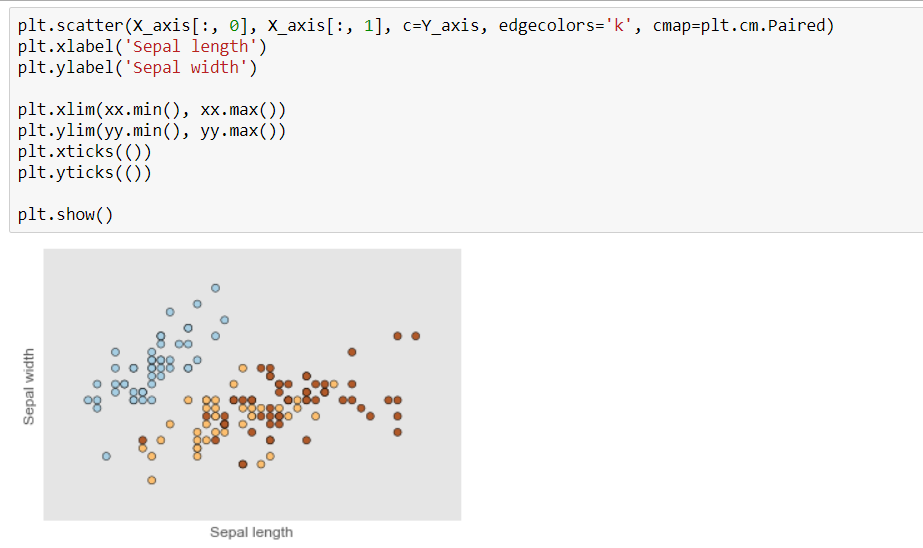 plt.scatter(X_axis[:, 0], X_axis[:, 1], c=Y_axis, edgecolors='k', cmap=plt.cm.Paired)
plt.xlabel('Sepal length')
plt.ylabel('Sepal width')
plt.xlim(xx.min(), xx.max())
plt.ylim(yy.min(), yy.max())
plt.xticks(())
plt.yticks(())
plt.show()
Sepal width
Sepal length